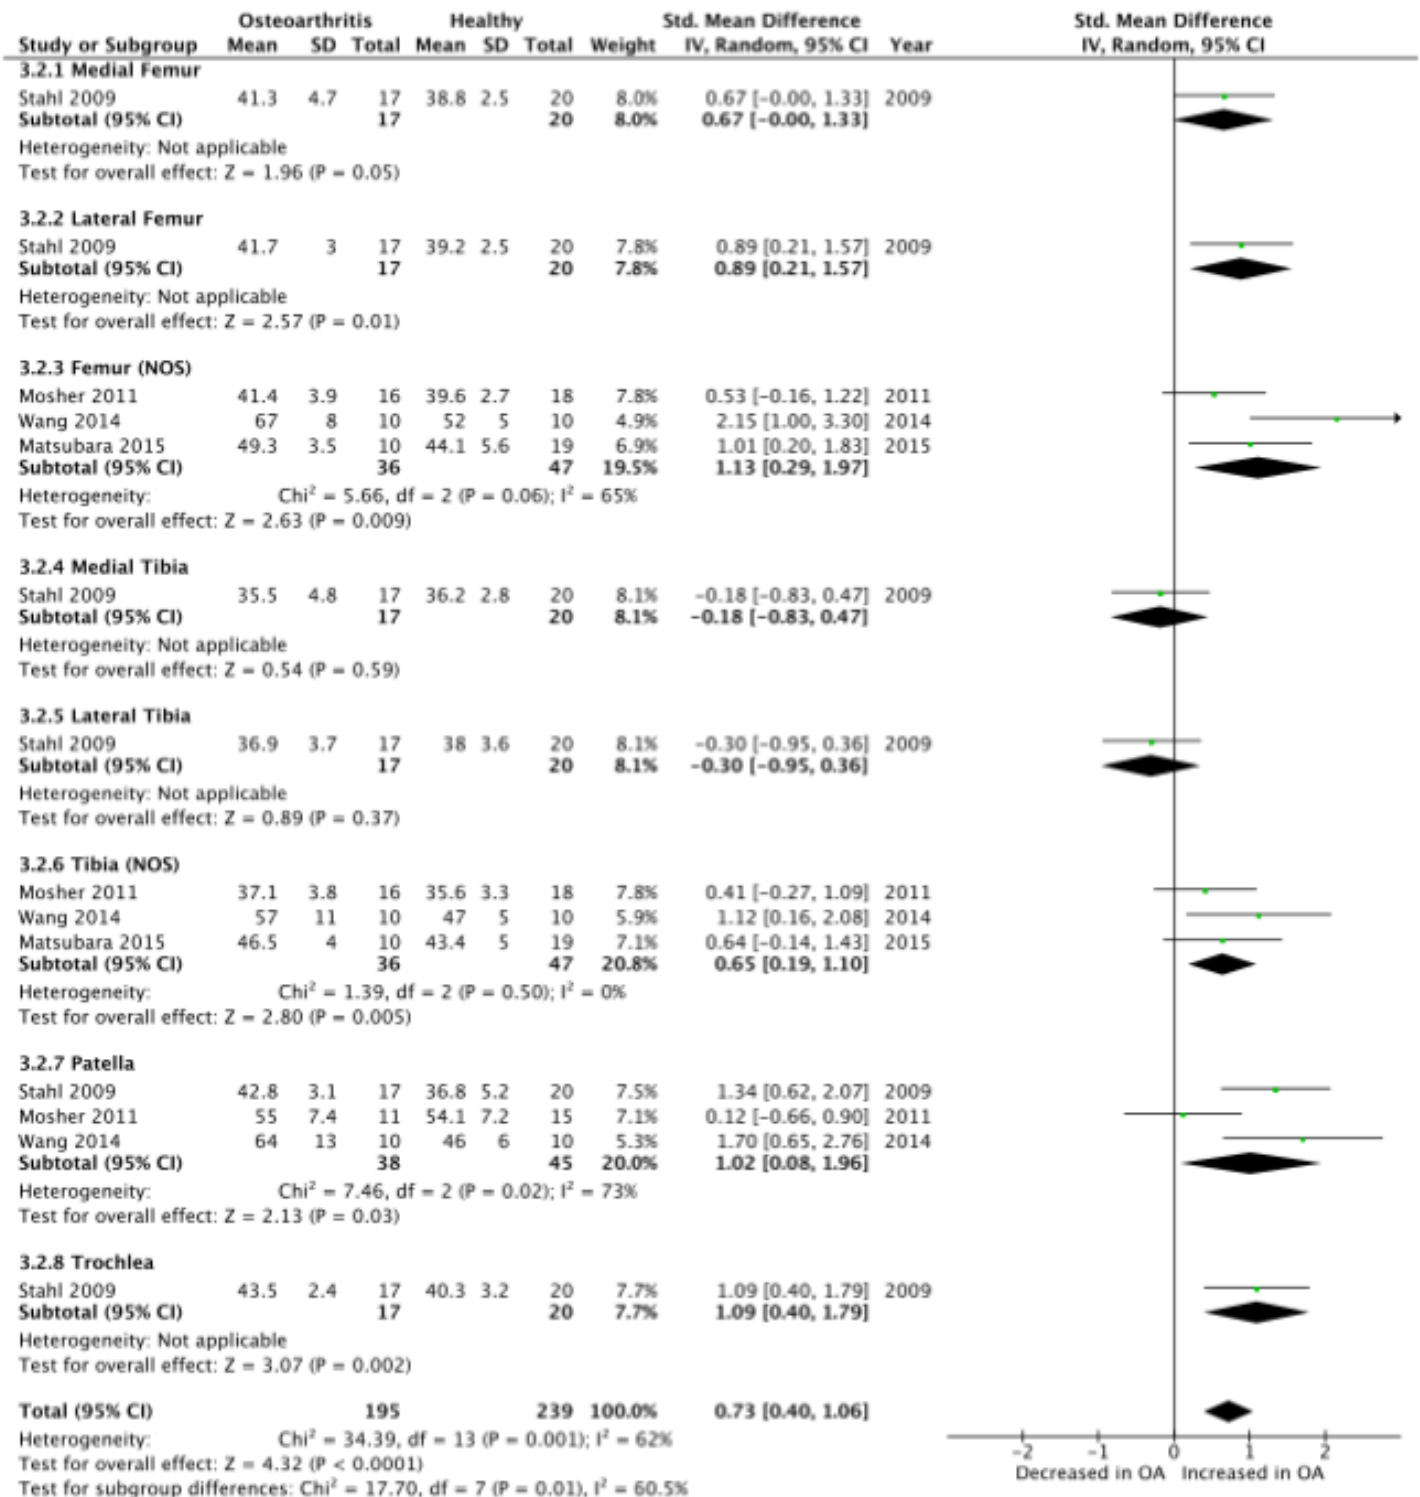 Osteoarthritis Healthy Std. Mean Difference Std. Mean Difference
Study or Subgroup Mean SD Total Mean SD Total Weight IV, Random, 95% CI Year IV, Random, 95% CI
3.2.1 Medial Femur
Stahl 2009 41.3 4.7 17 38.8 2.5 20 8.0% 0.67 [-0.00, 1.33] 2009
Subtotal (95% CI) 17 20 8.0% 0.67 [-0.00, 1.33]
Heterogeneity: Not applicable
Test for overall effect: Z = 1.96 (P = 0.05)
3.2.2 Lateral Femur
Stahl 2009 41.7 3 17 39.2 2.5 20 7.8% 0.89 [0.21, 1.57] 2009
Subtotal (95% CI) 17 20 7.8% 0.89 [0.21, 1.57]
Heterogeneity: Not applicable
Test for overall effect: Z = 2.57 (P = 0.01)
3.2.3 Femur (NOS)
Mosher 2011 41.4 3.9 16 39.6 2.7 18 7.8% 0.53 [-0.16, 1.22] 2011
Wang 2014 67 8 10 52 5 10 4.9% 2.15 [1.00, 3.30] 2014
Matsubara 2015 49.3 3.5 10 44.1 5.6 19 6.9% 1.01 [0.20, 1.83] 2015
Subtotal (95% CI) 36 47 19.5% 1.13 [0.29, 1.97]
Heterogeneity: Chi² = 5.66, df = 2 (P = 0.06); I² = 65%
Test for overall effect: Z = 2.63 (P = 0.009)
3.2.4 Medial Tibia
Stahl 2009 35.5 4.8 17 36.2 2.8 20 8.1% -0.18 [-0.83, 0.47] 2009
Subtotal (95% CI) 17 20 8.1% -0.18 [-0.83, 0.47]
Heterogeneity: Not applicable
Test for overall effect: Z = 0.54 (P = 0.59)
3.2.5 Lateral Tibia
Stahl 2009 36.9 3.7 17 38 3.6 20 8.1% -0.30 [-0.95, 0.36] 2009
Subtotal (95% CI) 17 20 8.1% -0.30 [-0.95, 0.36]
Heterogeneity: Not applicable
Test for overall effect: Z = 0.89 (P = 0.37)
3.2.6 Tibia (NOS)
Mosher 2011 37.1 3.8 16 35.6 3.3 18 7.8% 0.41 [-0.27, 1.09] 2011
Wang 2014 57 11 10 47 5 10 5.9% 1.12 [0.16, 2.08] 2014
Matsubara 2015 46.5 4 10 43.4 5 19 7.1% 0.64 [-0.14, 1.43] 2015
Subtotal (95% CI) 36 47 20.8% 0.65 [0.19, 1.10]
Heterogeneity: Chi² = 1.39, df = 2 (P = 0.50); I² = 0%
Test for overall effect: Z = 2.80 (P = 0.005)
3.2.7 Patella
Stahl 2009 42.8 3.1 17 36.8 5.2 20 7.5% 1.34 [0.62, 2.07] 2009
Mosher 2011 55 7.4 11 54.1 7.2 15 7.1% 0.12 [-0.66, 0.90] 2011
Wang 2014 64 13 10 46 6 10 5.3% 1.70 [0.65, 2.76] 2014
Subtotal (95% CI) 38 45 20.0% 1.02 [0.08, 1.96]
Heterogeneity: Chi² = 7.46, df = 2 (P = 0.02); I² = 73%
Test for overall effect: Z = 2.13 (P = 0.03)
3.2.8 Trochlea
Stahl 2009 43.5 2.4 17 40.3 3.2 20 7.7% 1.09 [0.40, 1.79] 2009
Subtotal (95% CI) 17 20 7.7% 1.09 [0.40, 1.79]
Heterogeneity: Not applicable
Test for overall effect: Z = 3.07 (P = 0.002)
Total (95% CI) 195 239 100.0% 0.73 [0.40, 1.06]
Heterogeneity: Chi² = 34.39, df = 13 (P = 0.001); I² = 62%
Test for overall effect: Z = 4.32 (P < 0.0001)
Test for subgroup differences: Chi² = 17.70, df = 7 (P = 0.01), I² = 60.5%
-2 -1 0 1 2
Decreased in OA Increased in OA